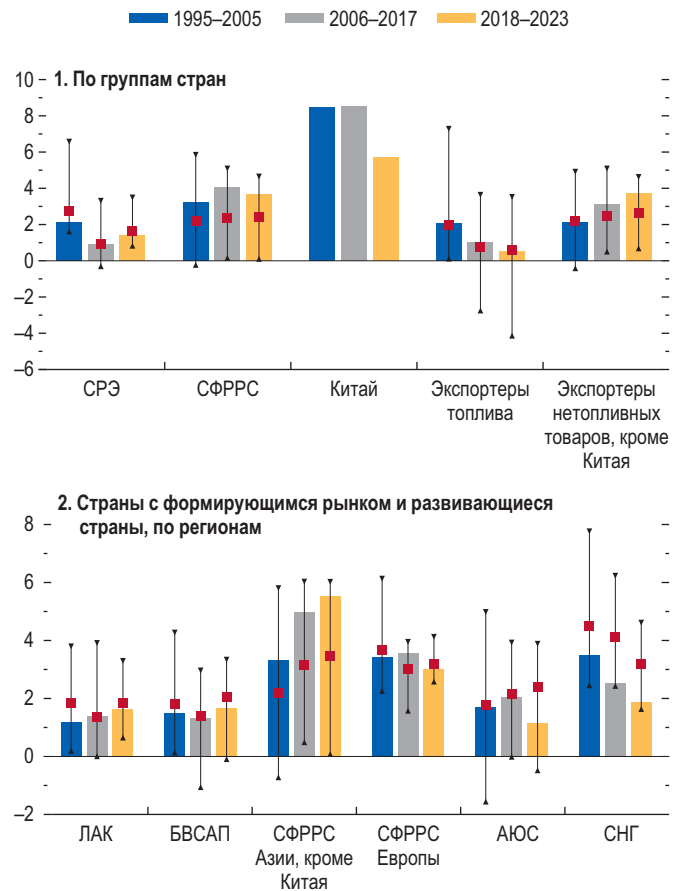 1995–2005 2006–2017 2018–2023
1. По группам стран
10
8
6
4
2
0
–2
–4
–6
СРЭ СФРРС Китай Экспортеры Экспортеры
топлива нетопливных
товаров, кроме
Китая
2. Страны с формирующимся рынком и развивающиеся
страны, по регионам
8
6
4
2
0
–2
ЛАК БВСАП СФРРС СФРРС АЮС СНГ
Азии, кроме Европы
Китая